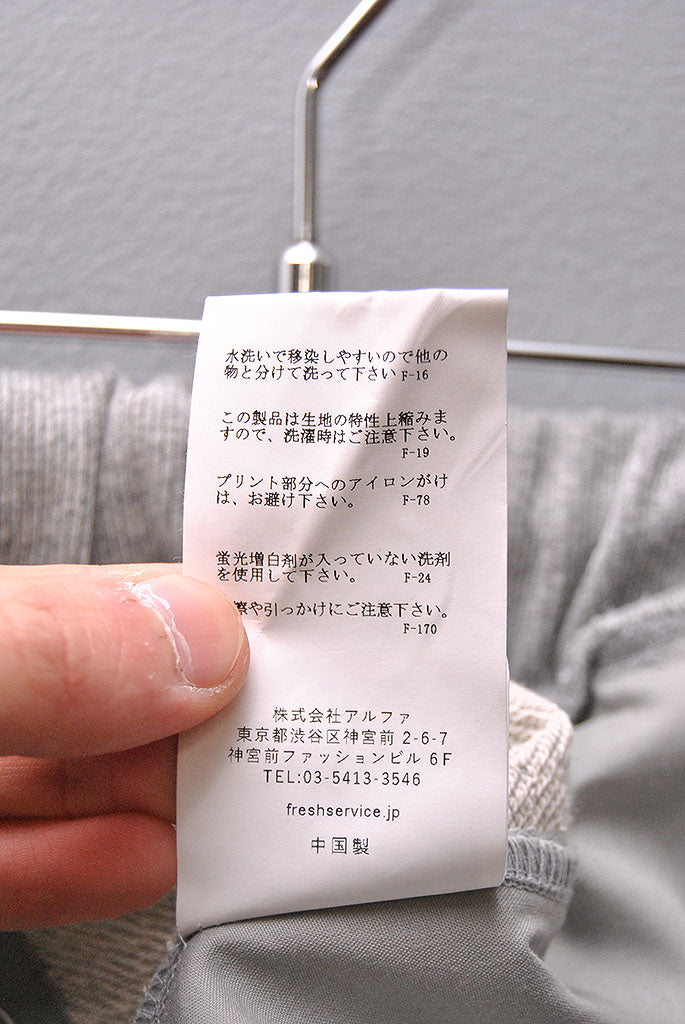 水洗いで移染しやすいので他の
物と分けて洗って下さい F-16
この製品は生地の特性上縮みま
すので、洗濯時はご注意下さい。
F-19
プリント部分へのアイロンがけ
は、お避け下さい。 F-78
蛍光増白剤が入っていない洗剤
を使用して下さい。 F-24
擦や引っかけにご注意下さい。
F-170
株式会社アルファ
東京都渋谷区神宮前 2-6-7
神宮前ファッションビル 6F
TEL:03-5413-3546
freshservice.jp
中国製